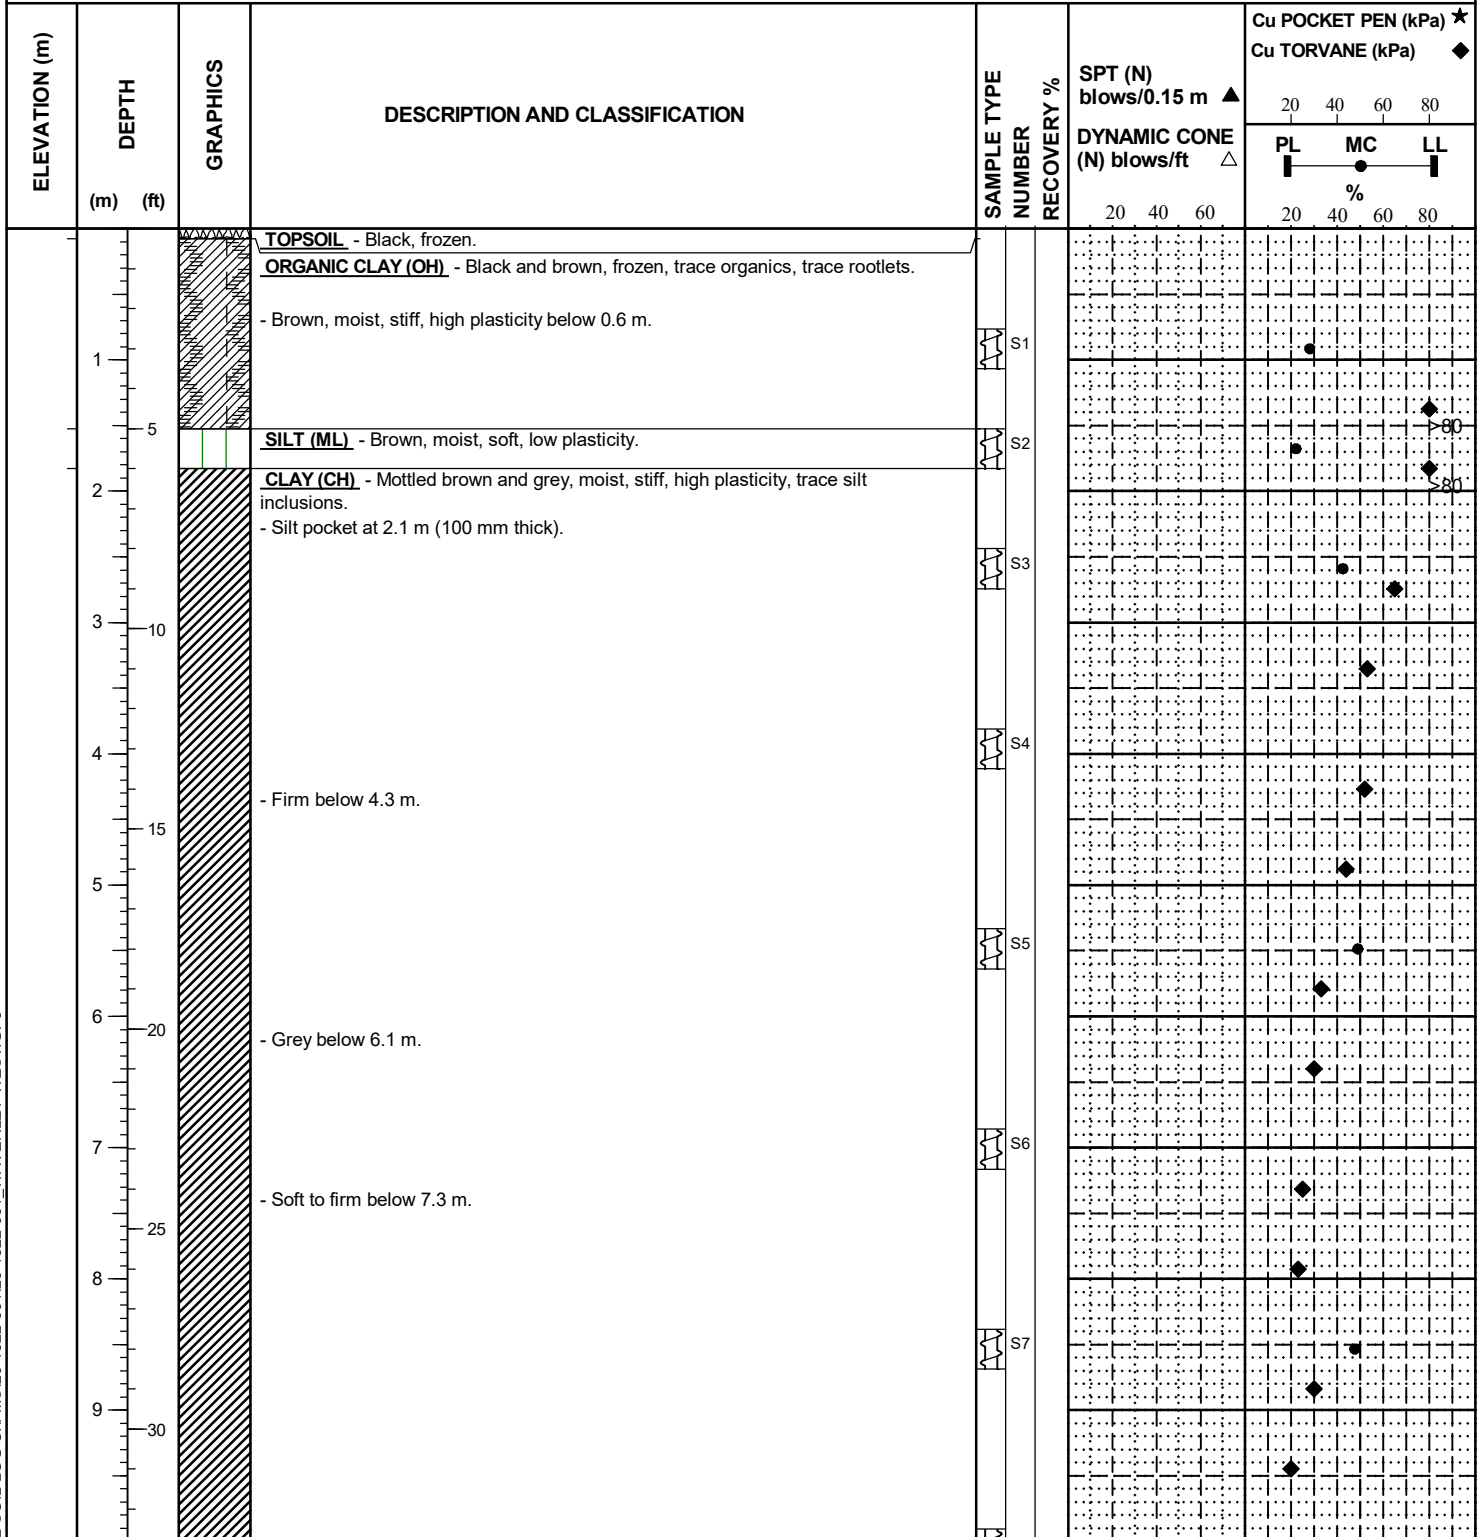 ELEVATION (m)
DEPTH
(m) (ft)
GRAPHICS
DESCRIPTION AND CLASSIFICATION
SAMPLE TYPE
NUMBER
RECOVERY %
SPT (N)
blows/0.15 m
DYNAMIC CONE
(N) blows/ft
20 40 60
Cu POCKET PEN (kPa)
Cu TORVANE (kPa)
20 40 60 80
PL MC LL
%
20 40 60 80
TOPSOIL - Black, frozen.
ORGANIC CLAY (OH) - Black and brown, frozen, trace organics, trace rootlets.
- Brown, moist, stiff, high plasticity below 0.6 m.
S1
1
>80
5
SILT (ML) - Brown, moist, soft, low plasticity.
S2
CLAY (CH) - Mottled brown and grey, moist, stiff, high plasticity, trace silt
>80
2
inclusions.
- Silt pocket at 2.1 m (100 mm thick).
S3
3
10
S4
4
- Firm below 4.3 m.
15
5
S5
6
20
- Grey below 6.1 m.
S6
7
- Soft to firm below 7.3 m.
25
8
S7
9
30